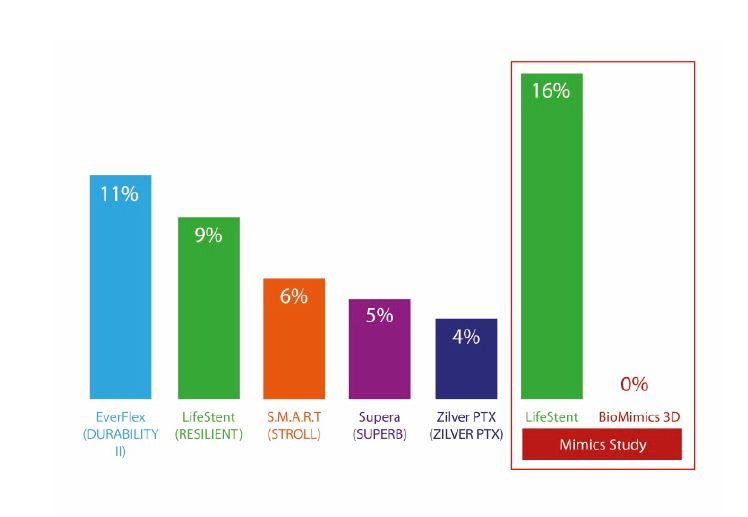 11%
9%
6%
5%
4%
16%
0%
EverFlex
(DURABILITY
II)
LifeStent
(RESILIENT)
S.M.A.R.T
(STROLL)
Supera
(SUPERB)
Zilver PTX
(ZILVER PTX)
LifeStent
BioMimics 3D
Mimics Study